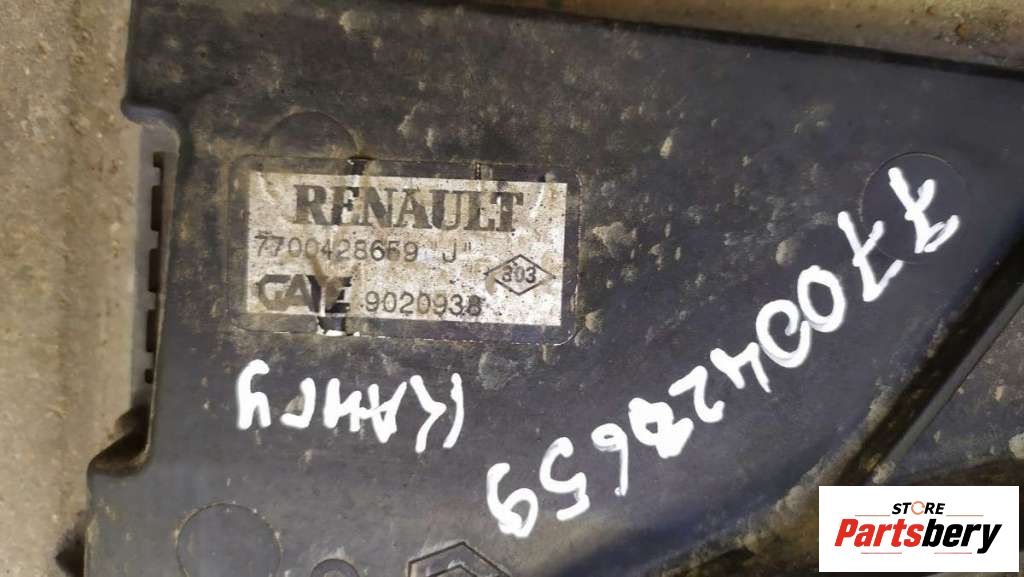 RENAULT
7700428659 "J"
303
GATE 9020938
7700428659
Кангу
STORE
Partsbery